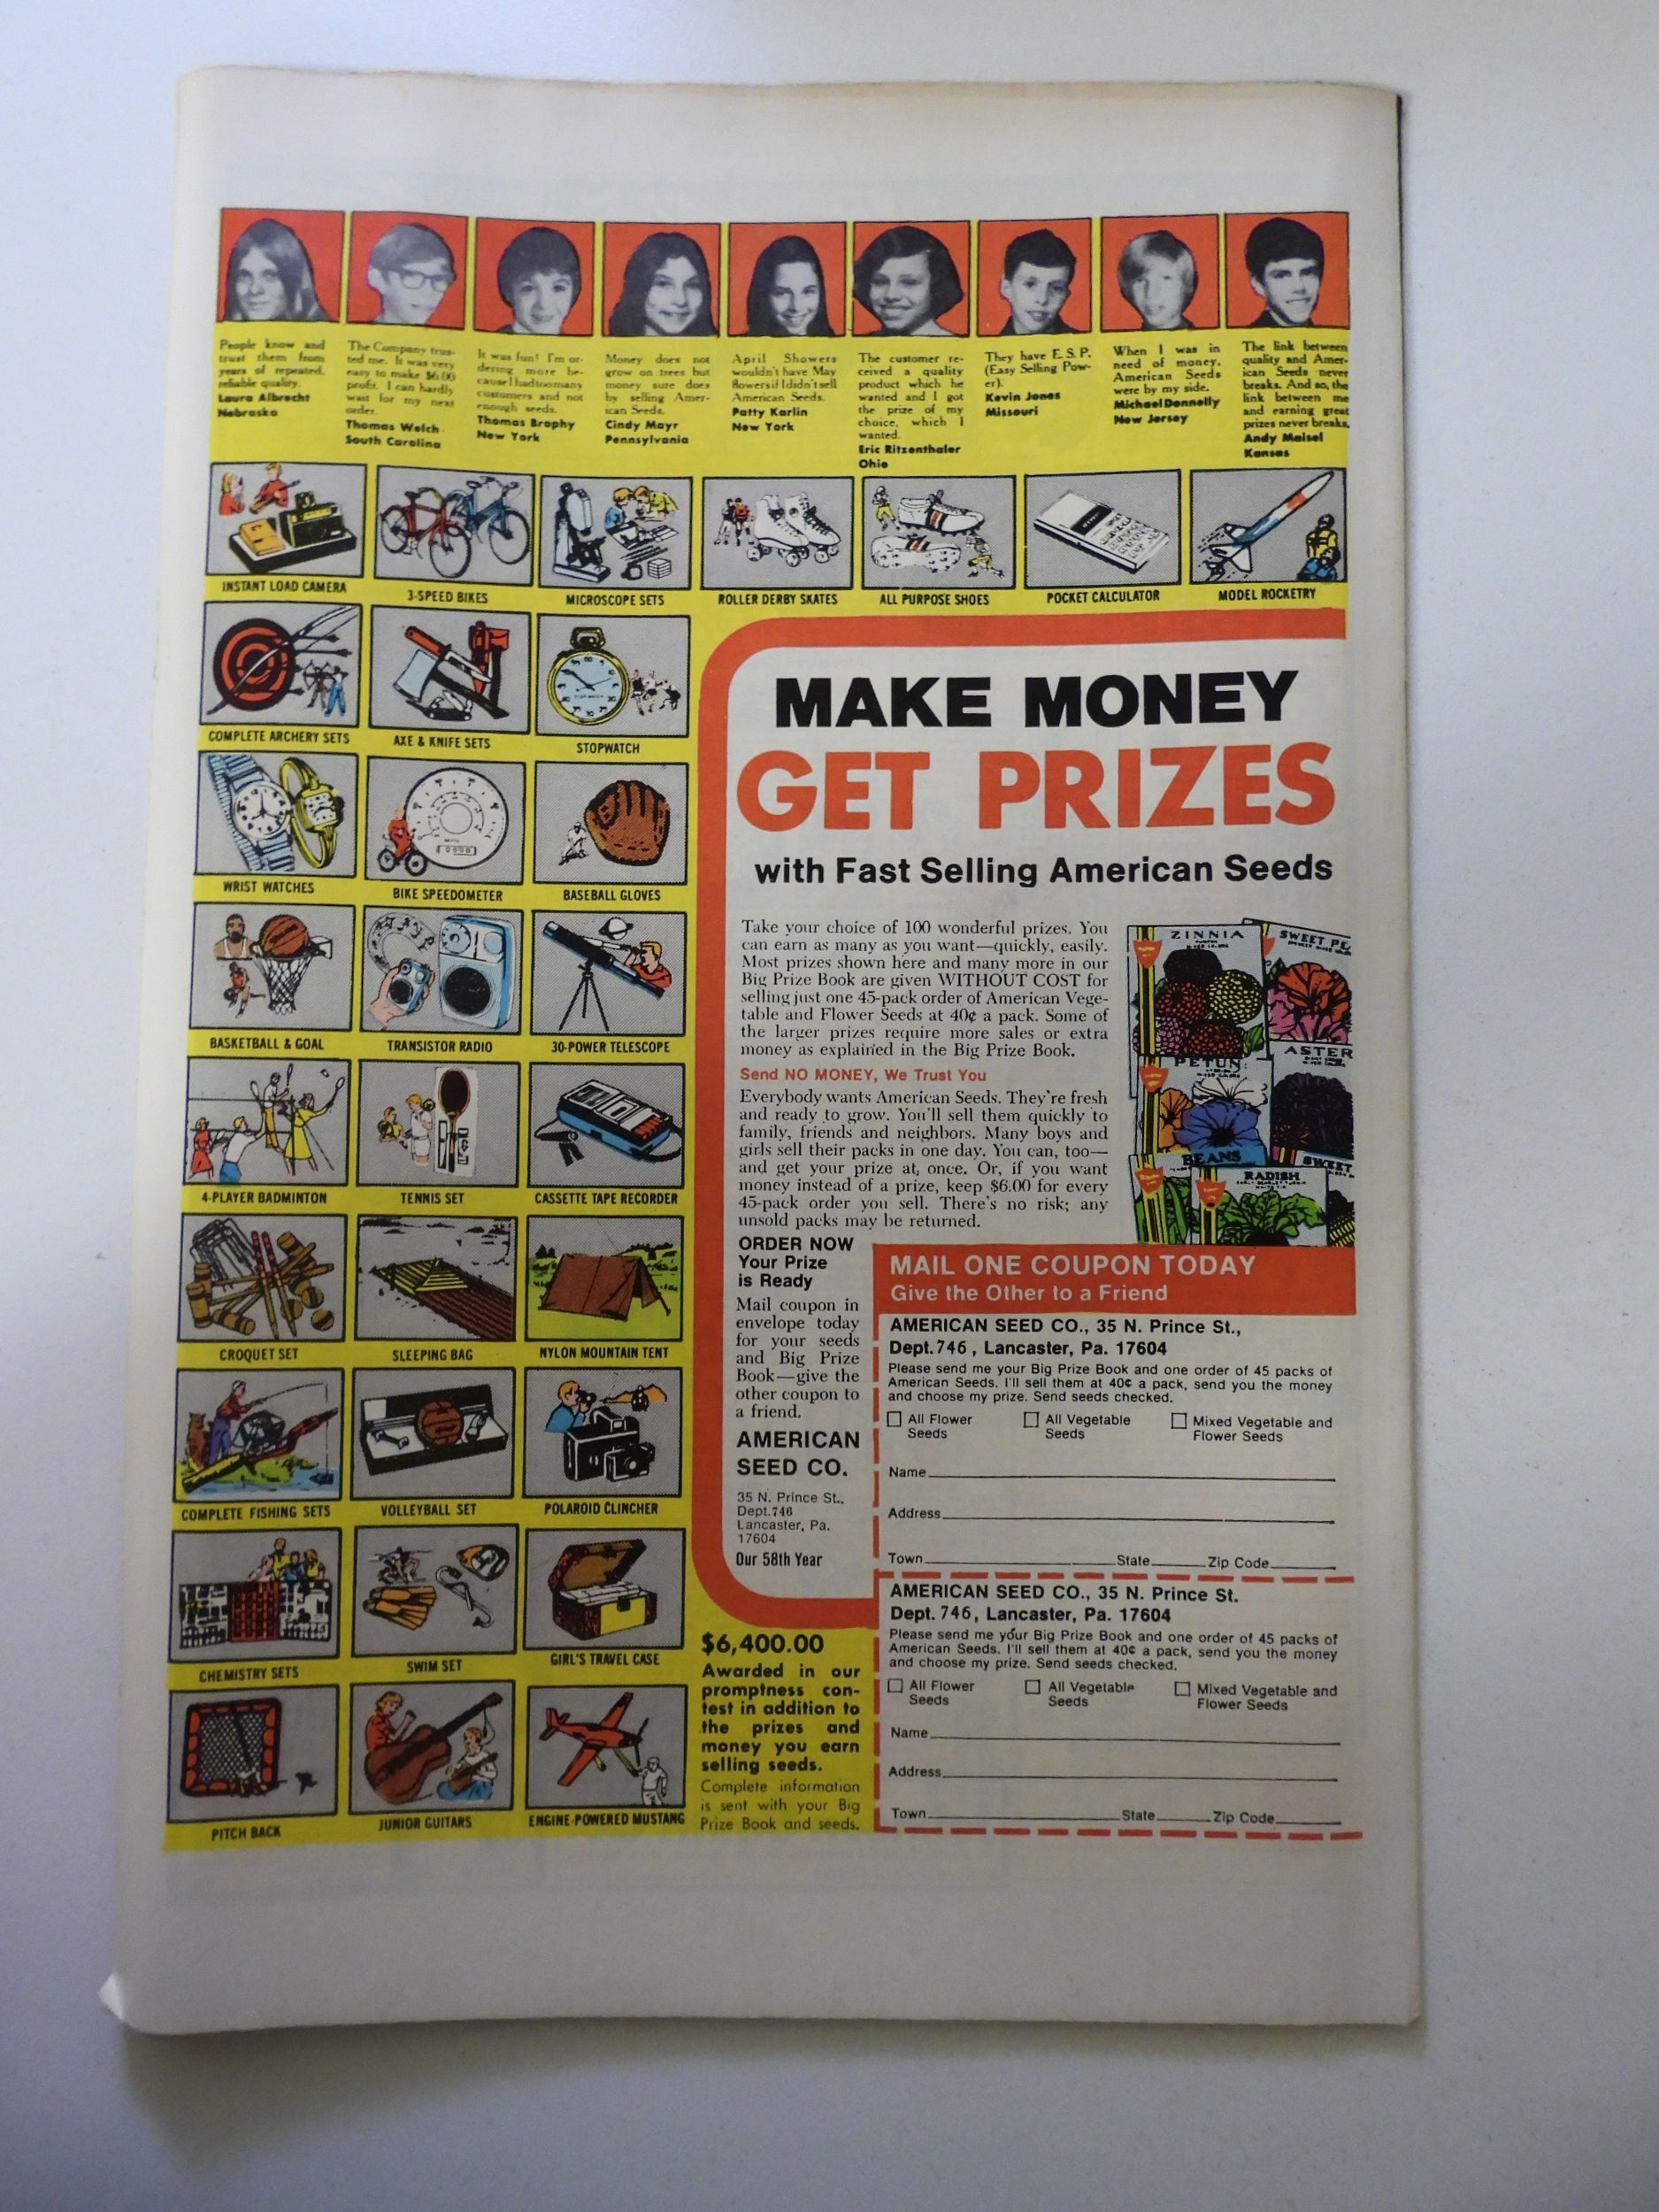 People know and
trust them from
years of repeated,
reliable quality.
Laura Albrecht
Nebraska
The Company trus-
ted me. It was very
easy to make $6.00
profit. I can hardly
wait for my next
order.
Thomas Welch
South Carolina
It was fun! I'm or-
dering more be-
cause I had too many
customers and not
enough seeds.
Thomas Brophy
New York
Money does not
grow on trees but
money sure does
by selling Amer-
ican Seeds.
Cindy Mayr
Pennsylvania
April Showers
wouldn't have May
flowers if I didn't sell
American Seeds.
Patty Karlin
New York
The customer re-
ceived a quality
product which he
wanted and I got
the prize of my
choice, which I
wanted.
Eric Ritzenthaler
Ohio
They have E. S. P.
(Easy Selling Pow-
er).
Kevin Jones
Missouri
When I was in
need of money,
American Seeds
were by my side.
Michael Donnelly
New Jersey
The link between
quality and Amer-
ican Seeds never
breaks. And so, the
link between me
and earning great
prizes never breaks.
Andy Maisel
Kansas
INSTANT LOAD CAMERA
3-SPEED BIKES
MICROSCOPE SETS
ROLLER DERBY SKATES
ALL PURPOSE SHOES
POCKET CALCULATOR
MODEL ROCKETRY
COMPLETE ARCHERY SETS
AXE & KNIFE SETS
STOPWATCH
WRIST WATCHES
BIKE SPEEDOMETER
BASEBALL GLOVES
BASKETBALL & GOAL
TRANSISTOR RADIO
30-POWER TELESCOPE
4-PLAYER BADMINTON
TENNIS SET
CASSETTE TAPE RECORDER
CROQUET SET
SLEEPING BAG
NYLON MOUNTAIN TENT
COMPLETE FISHING SETS
VOLLEYBALL SET
POLAROID CLINCHER
CHEMISTRY SETS
SWIM SET
GIRL'S TRAVEL CASE
PITCH BACK
JUNIOR GUITARS
ENGINE-POWERED MUSTANG
MAKE MONEY
GET PRIZES
with Fast Selling American Seeds
Take your choice of 100 wonderful prizes. You
can earn as many as you want—quickly, easily.
Most prizes shown here and many more in our
Big Prize Book are given WITHOUT COST for
selling just one 45-pack order of American Vege-
table and Flower Seeds at 40¢ a pack. Some of
the larger prizes require more sales or extra
money as explained in the Big Prize Book.
Send NO MONEY, We Trust You
Everybody wants American Seeds. They're fresh
and ready to grow. You'll sell them quickly to
family, friends and neighbors. Many boys and
girls sell their packs in one day. You can, too—
and get your prize at once. Or, if you want
money instead of a prize, keep $6.00 for every
45-pack order you sell. There's no risk; any
unsold packs may be returned.
ZINNIA
SWEET PE
PETUN
ASTER
BEANS
RADISH
SWEET
ORDER NOW
Your Prize
is Ready
Mail coupon in
envelope today
for your seeds
and Big Prize
Book—give the
other coupon to
a friend.
AMERICAN
SEED CO.
35 N. Prince St.,
Dept.746
Lancaster, Pa.
17604
Our 58th Year
$6,400.00
Awarded in our
promptness con-
test in addition to
the prizes and
money you earn
selling seeds.
Complete information
is sent with your Big
Prize Book and seeds.
MAIL ONE COUPON TODAY
Give the Other to a Friend
AMERICAN SEED CO., 35 N. Prince St.,
Dept. 746, Lancaster, Pa. 17604
Please send me your Big Prize Book and one order of 45 packs of
American Seeds. I'll sell them at 40¢ a pack, send you the money
and choose my prize. Send seeds checked.
All Flower Seeds
All Vegetable Seeds
Mixed Vegetable and Flower Seeds
Name
Address
Town State Zip Code
AMERICAN SEED CO., 35 N. Prince St.
Dept. 746, Lancaster, Pa. 17604
Please send me your Big Prize Book and one order of 45 packs of
American Seeds. I'll sell them at 40¢ a pack, send you the money
and choose my prize. Send seeds checked.
All Flower Seeds
All Vegetable Seeds
Mixed Vegetable and Flower Seeds
Name
Address
Town State Zip Code